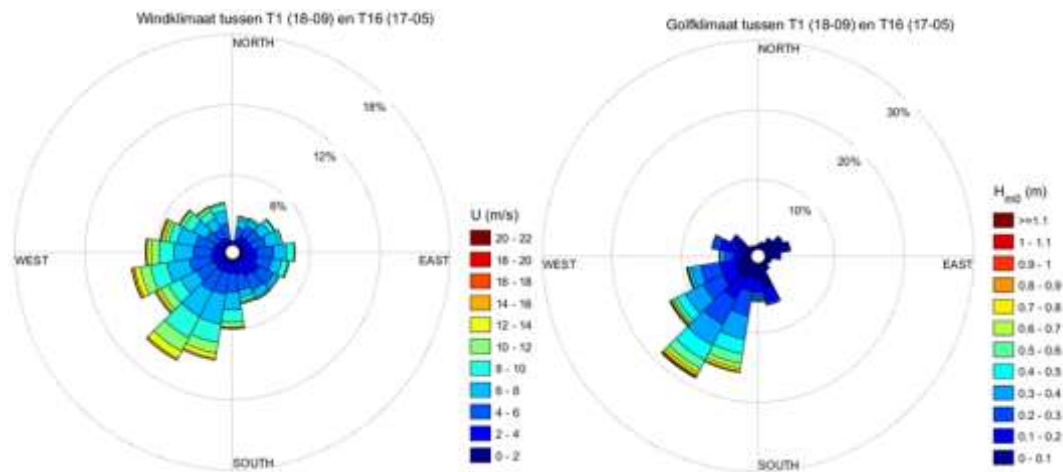 Windklimaat tussen T1 (18-09) en T16 (17-05)
NORTH
18%
12%
6%
WEST
EAST
SOUTH
U (m/s)
20 - 22
18 - 20
16 - 18
14 - 16
12 - 14
10 - 12
8 - 10
6 - 8
4 - 6
2 - 4
0 - 2
Golfklimaat tussen T1 (18-09) en T16 (17-05)
NORTH
30%
20%
10%
WEST
EAST
SOUTH
Hm0 (m)
>=1.1
1 - 1.1
0.9 - 1
0.8 - 0.9
0.7 - 0.8
0.6 - 0.7
0.5 - 0.6
0.4 - 0.5
0.3 - 0.4
0.2 - 0.3
0.1 - 0.2
0 - 0.1